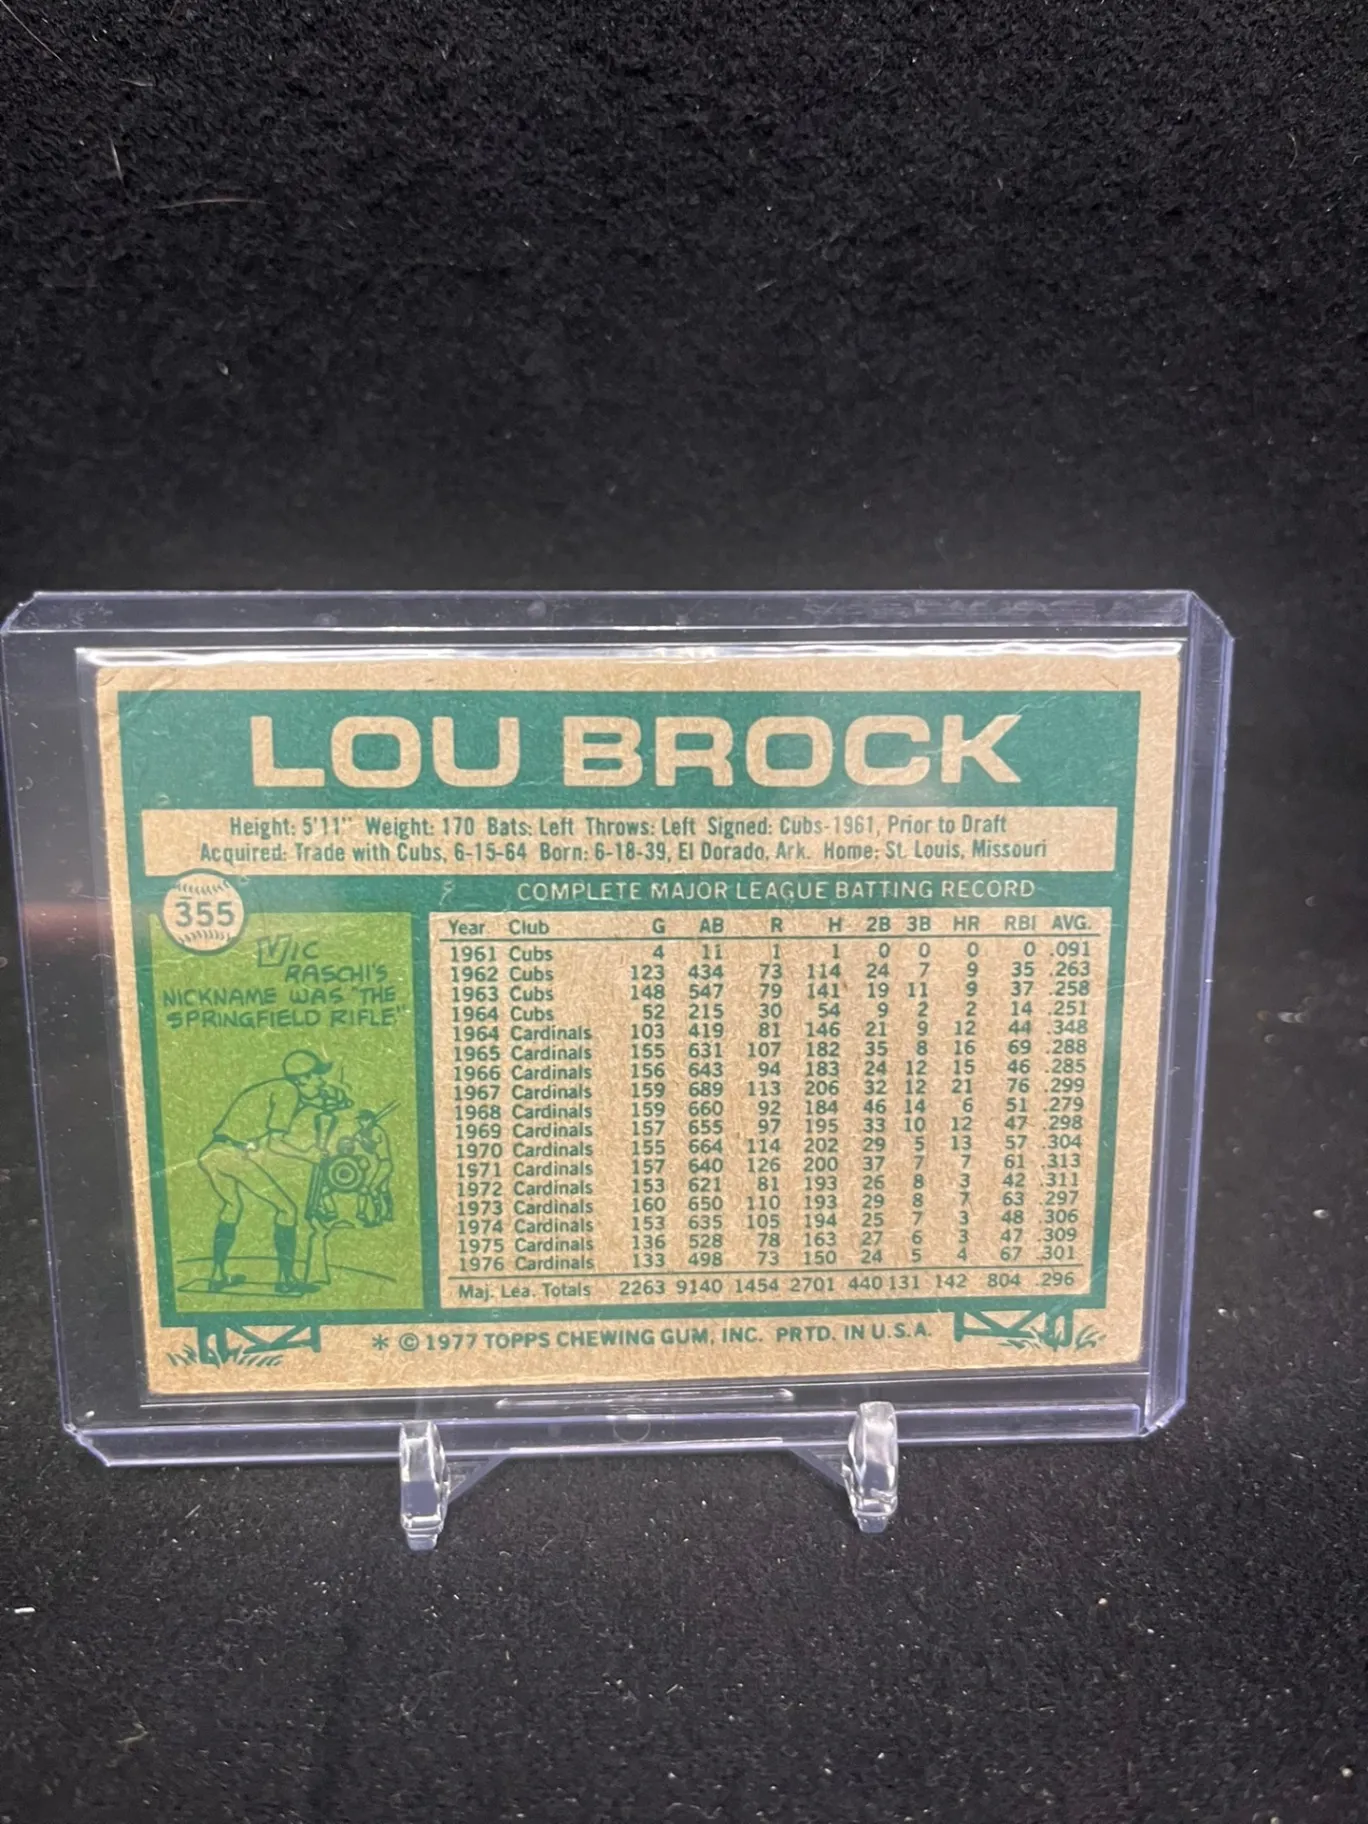 LOU BROCK
Height: 5'11" Weight: 170 Bats: Left Throws: Left Signed: Cubs-1961, Prior to Draft
Acquired: Trade with Cubs, 6-15-64 Born: 6-18-39, El Dorado, Ark. Home: St. Louis, Missouri
355
VIC
RASCHI'S
NICKNAME WAS "THE
SPRINGFIELD RIFLE."
COMPLETE MAJOR LEAGUE BATTING RECORD
Year Club G AB R H 2B 3B HR RBI AVG.
1961 Cubs 4 11 1 1 0 0 0 0 .091
1962 Cubs 123 434 73 114 24 7 9 35 .263
1963 Cubs 148 547 79 141 19 11 9 37 .258
1964 Cubs 52 215 30 54 9 2 2 14 .251
1964 Cardinals 103 419 81 146 21 9 12 44 .348
1965 Cardinals 155 631 107 182 35 8 16 69 .288
1966 Cardinals 156 643 94 183 24 12 15 46 .285
1967 Cardinals 159 689 113 206 32 12 21 76 .299
1968 Cardinals 159 660 92 184 46 14 6 51 .279
1969 Cardinals 157 655 97 195 33 10 12 47 .298
1970 Cardinals 155 664 114 202 29 5 13 57 .304
1971 Cardinals 157 640 126 200 37 7 7 61 .313
1972 Cardinals 153 621 81 193 26 8 3 42 .311
1973 Cardinals 160 650 110 193 29 8 7 63 .297
1974 Cardinals 153 635 105 194 25 7 3 48 .306
1975 Cardinals 136 528 78 163 27 6 3 47 .309
1976 Cardinals 133 498 73 150 24 5 4 67 .301
Maj. Lea. Totals 2263 9140 1454 2701 440 131 142 804 .296
* © 1977 TOPPS CHEWING GUM, INC. PRTD. IN U.S.A.